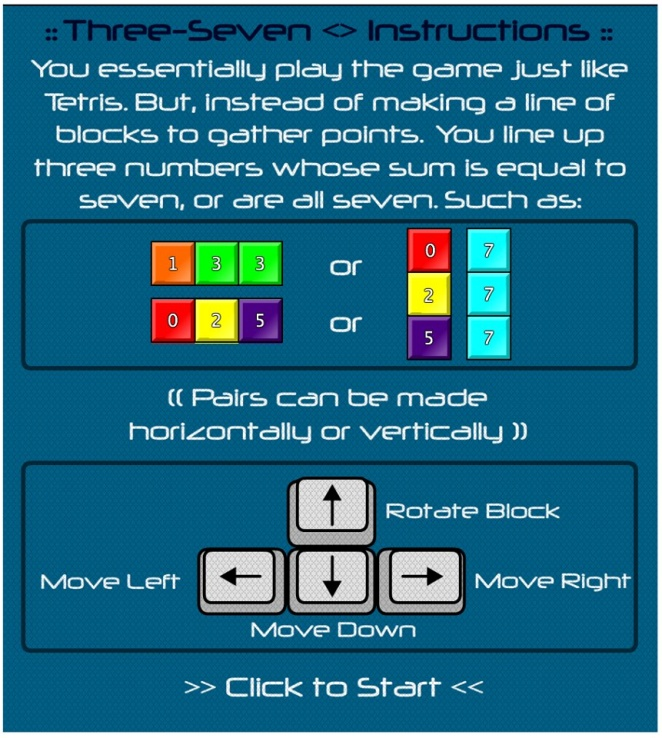 :: Three-Seven <> Instructions ::
You essentially play the game just like
Tetris. But, instead of making a line of
blocks to gather points. You line up
three numbers whose sum is equal to
seven, or are all seven. Such as:
1 3 3 or 0 7
2 7
0 2 5 or 5 7
(( Pairs can be made
horizontally or vertically ))
Rotate Block
Move Left
Move Right
Move Down
>> Click to Start <<